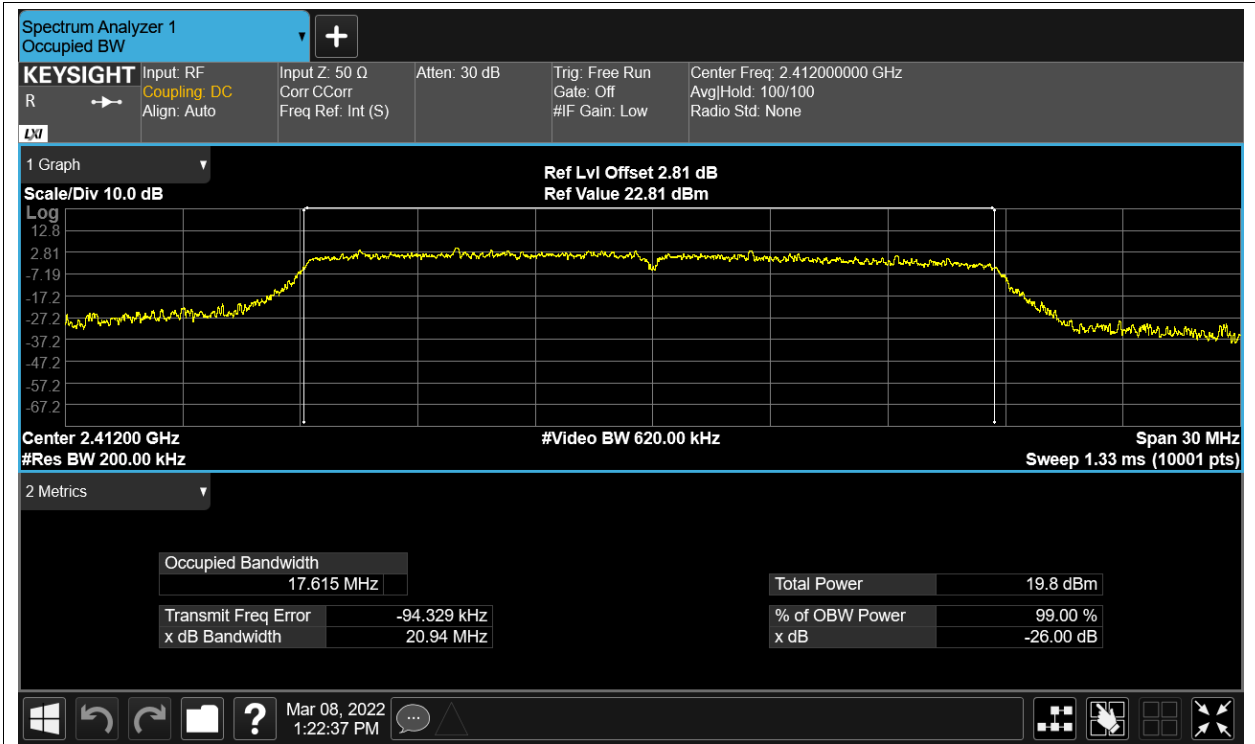 Spectrum Analyzer 1
Occupied BW
KEYSIGHT
R
LXI
Input: RF
Coupling: DC
Align: Auto
Input Z: 50 Ω
Corr CCorr
Freq Ref: Int (S)
Atten: 30 dB
Trig: Free Run
Gate: Off
#IF Gain: Low
Center Freq: 2.412000000 GHz
Avg|Hold: 100/100
Radio Std: None
1 Graph
Scale/Div 10.0 dB
Ref Lvl Offset 2.81 dB
Ref Value 22.81 dBm
Log
12.8
2.81
-7.19
-17.2
-27.2
-37.2
-47.2
-57.2
-67.2
Center 2.41200 GHz
#Video BW 620.00 kHz
Span 30 MHz
#Res BW 200.00 kHz
Sweep 1.33 ms (10001 pts)
2 Metrics
Occupied Bandwidth
17.615 MHz
Transmit Freq Error -94.329 kHz
x dB Bandwidth 20.94 MHz
Total Power 19.8 dBm
% of OBW Power 99.00 %
x dB -26.00 dB
?
Mar 08, 2022
1:22:37 PM